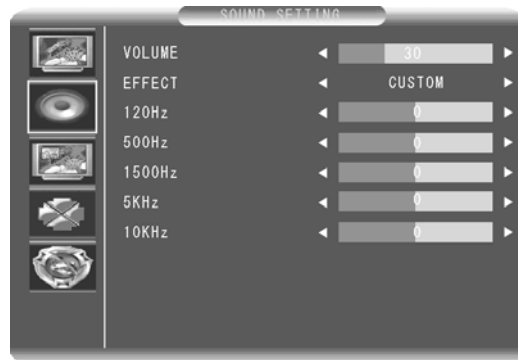 SOUND SETTING
VOLUME 30
EFFECT CUSTOM
120Hz 0
500Hz 0
1500Hz 0
5KHz 0
10KHz 0